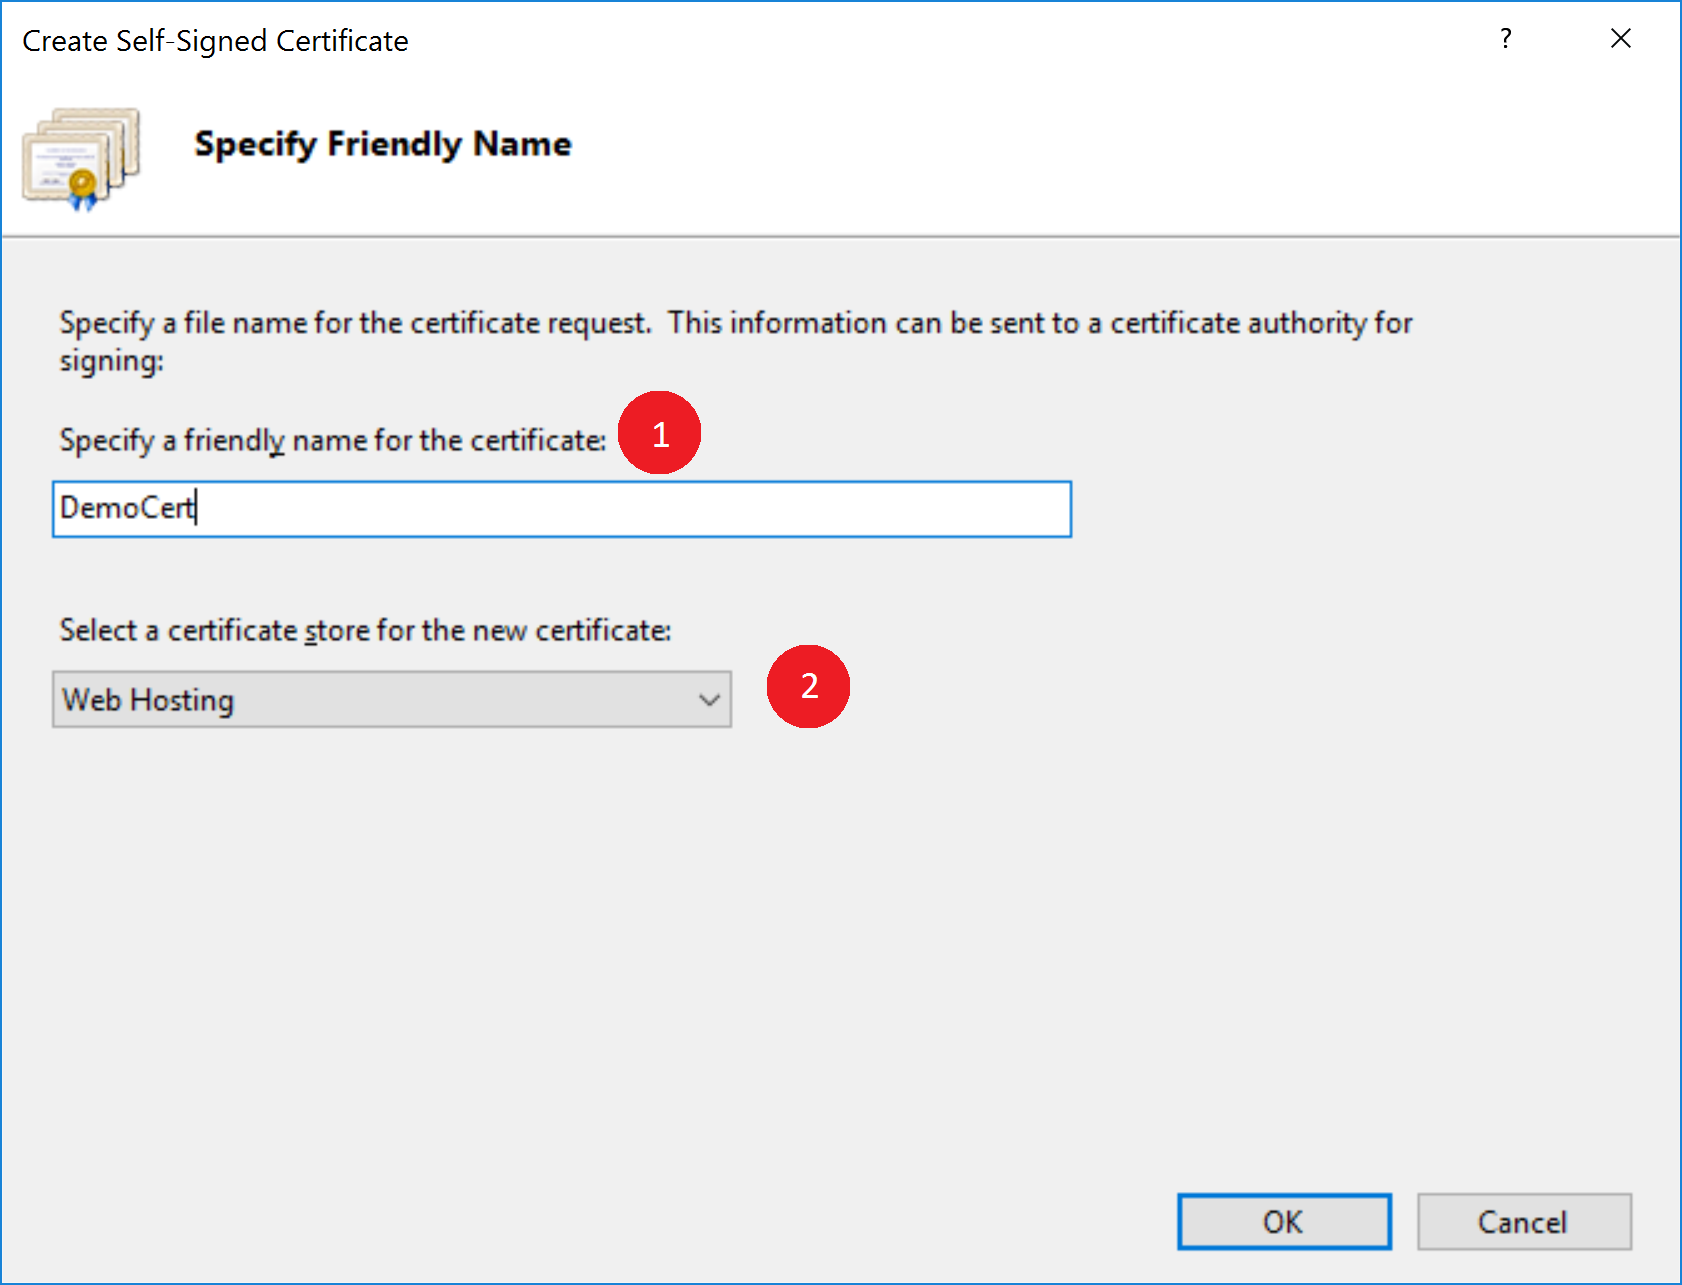 Create Self-Signed Certificate
?
Specify Friendly Name
Specify a file name for the certificate request.  This information can be sent to a certificate authority for
signing:
Specify a friendly name for the certificate: 1
DemoCert
Select a certificate store for the new certificate:
Web Hosting 2
OK Cancel